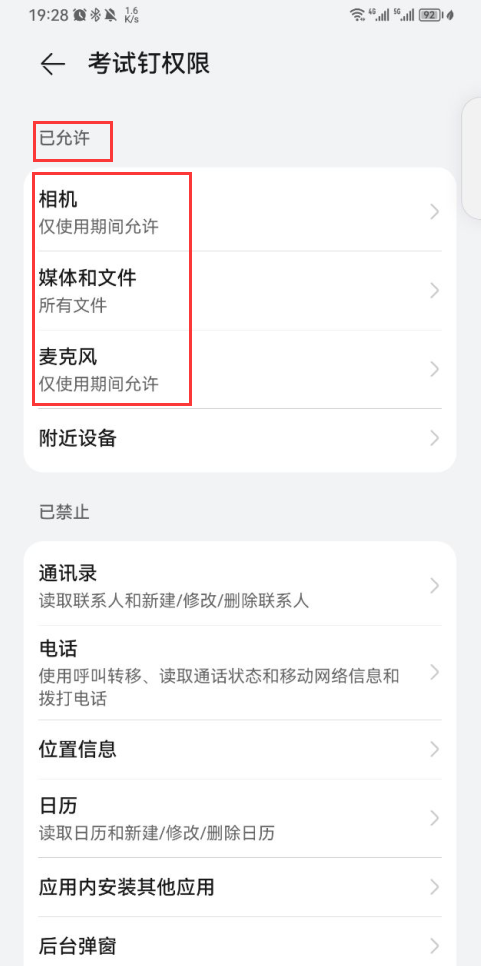 19:28 1.6 K/s 4G 5G 92
考试钉权限
已允许
相机
仅使用期间允许
媒体和文件
所有文件
麦克风
仅使用期间允许
附近设备
已禁止
通讯录
读取联系人和新建/修改/删除联系人
电话
使用呼叫转移、读取通话状态和移动网络信息和
拨打电话
位置信息
日历
读取日历和新建/修改/删除日历
应用内安装其他应用
后台弹窗